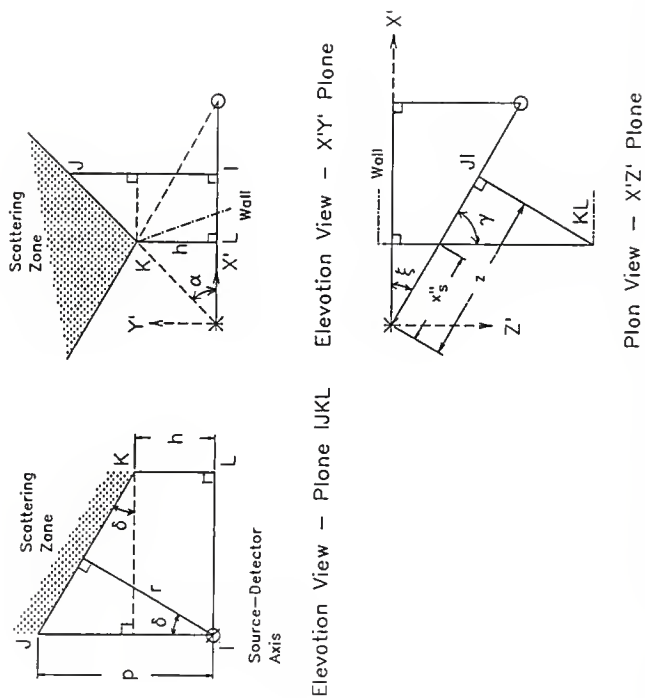 Scattering
Zone
J
K
δ
h
p
r
δ
I
L
Source-Detector
Axis
Elevation View - Plane IJKL
Scattering
Zone
Y'
J
K
h
α
L
I
X'
Wall
Elevation View - X'Y' Plane
Wall
X'
ξ
x"s
JI
γ
z
KL
Z'
Plan View - X'Z' Plane